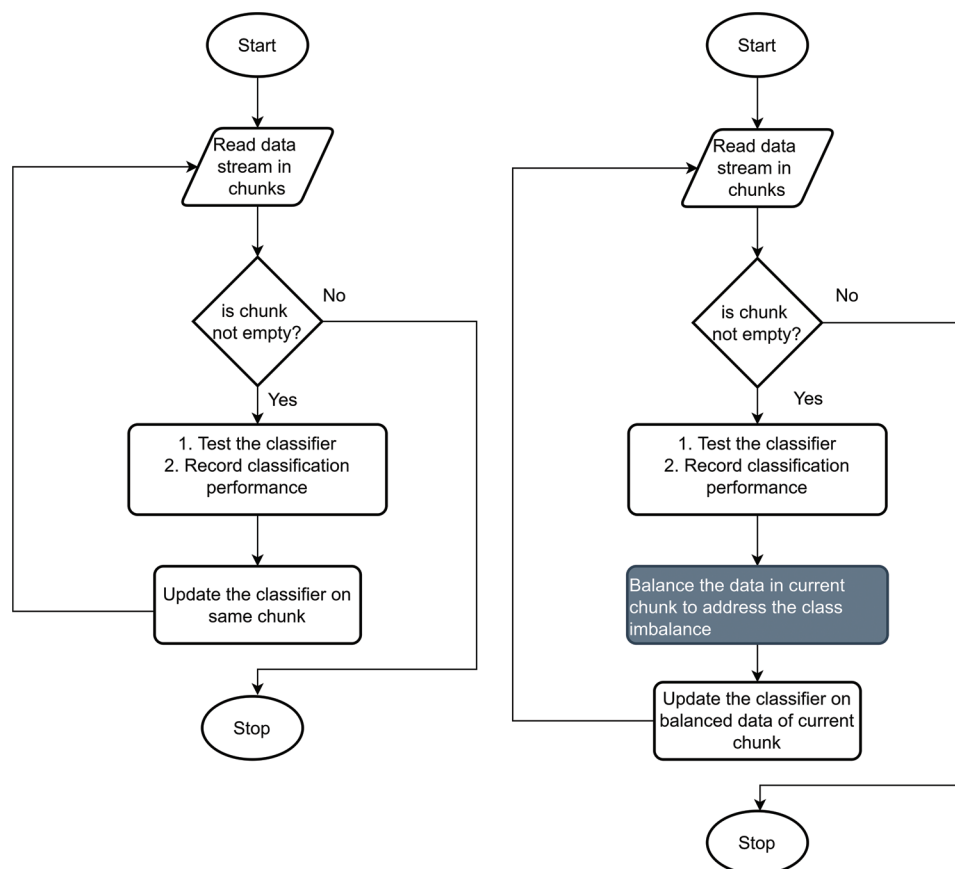 Start
Read data
stream in
chunks
is chunk
not empty?
No
Yes
1. Test the classifier
2. Record classification
performance
Update the classifier on
same chunk
Stop
Start
Read data
stream in
chunks
is chunk
not empty?
No
Yes
1. Test the classifier
2. Record classification
performance
Balance the data in current
chunk to address the class
imbalance
Update the classifier on
balanced data of current
chunk
Stop